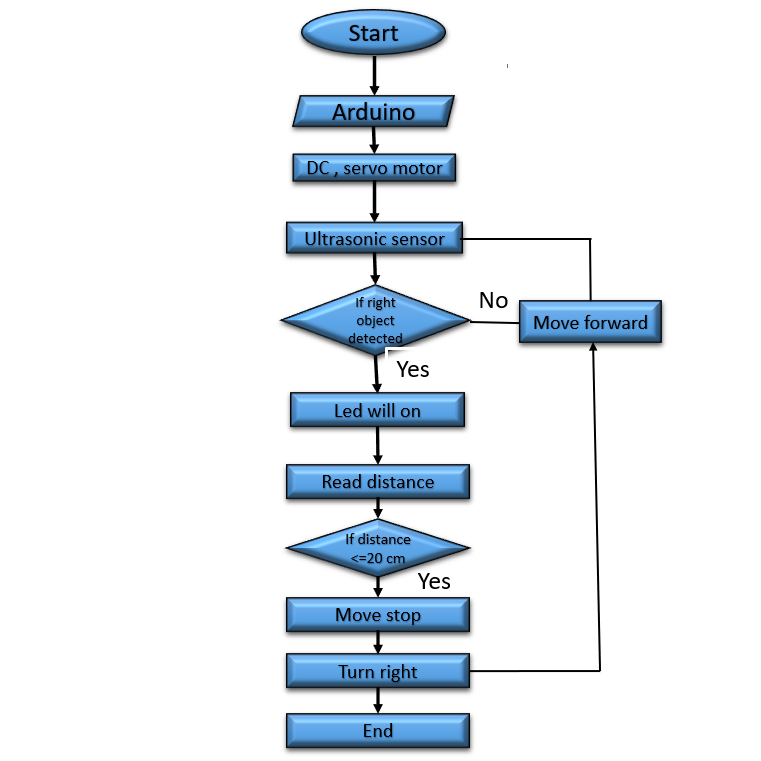 Start
Arduino
DC , servo motor
Ultrasonic sensor
If right
object
detected
No
Move forward
Yes
Led will on
Read distance
If distance
<=20 cm
Yes
Move stop
Turn right
End